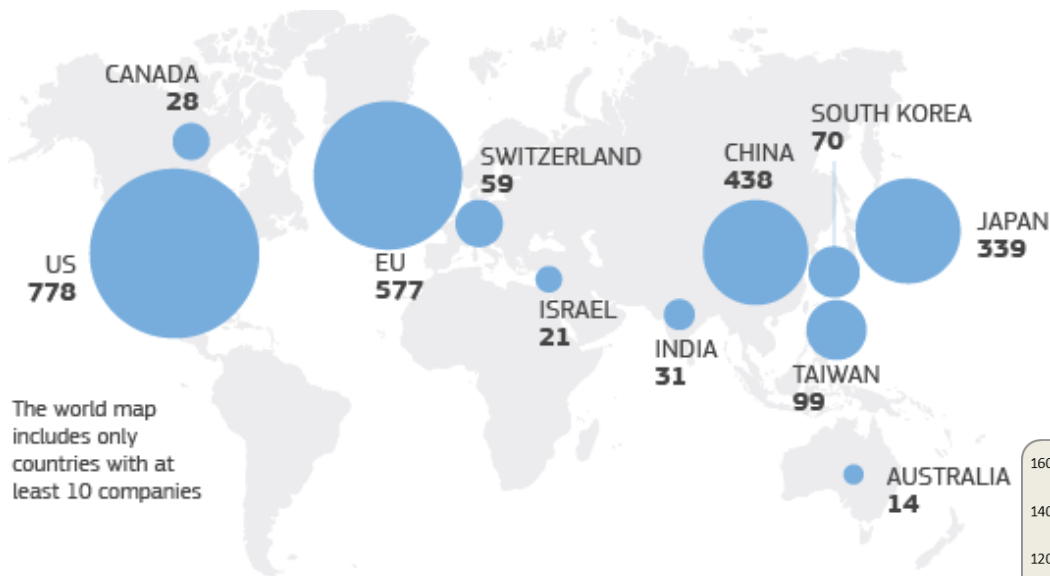 CANADA
28
SOUTH KOREA
70
SWITZERLAND
59
CHINA
438
JAPAN
339
US
778
EU
577
ISRAEL
21
INDIA
31
TAIWAN
99
The world map
includes only
countries with at
least 10 companies
AUSTRALIA
14
160
140
120